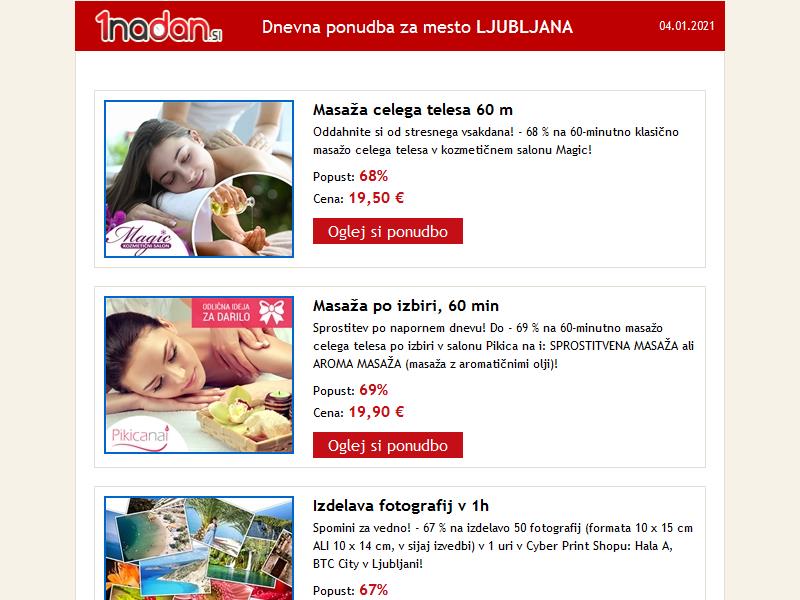 1nadan.si
Dnevna ponudba za mesto LJUBLJANA
04.01.2021
Masaža celega telesa 60 m
Oddahnite si od stresnega vsakdana! - 68 % na 60-minutno klasično
masažo celega telesa v kozmetičnem salonu Magic!
Popust: 68%
Cena: 19,50 €
Oglej si ponudbo
Magic
KOZMETIČNI SALON
ODLIČNA IDEJA
ZA DARILO
Pikicanai
Masaža po izbiri, 60 min
Sprostitev po napornem dnevu! Do - 69 % na 60-minutno masažo
celega telesa po izbiri v salonu Pikica na i: SPROSTITVENA MASAŽA ali
AROMA MASAŽA (masaža z aromatičnimi olji)!
Popust: 69%
Cena: 19,90 €
Oglej si ponudbo
Izdelava fotografij v 1h
Spomini za vedno! - 67 % na izdelavo 50 fotografij (formata 10 x 15 cm
ALI 10 x 14 cm, v sijaj izvedbi) v 1 uri v Cyber Print Shopu: Hala A,
BTC City v Ljubljani!
Popust: 67%